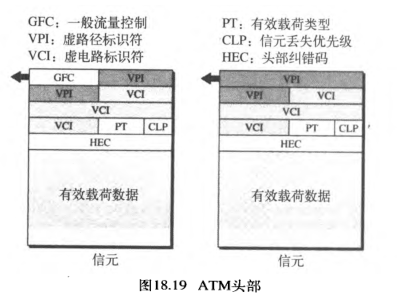 GFC：一般流量控制
VPI：虚路径标识符
VCI：虚电路标识符
PT：有效载荷类型
CLP：信元丢失优先级
HEC：头部纠错码
GFC VPI
VPI VCI
VCI
VCI PT CLP
HEC
有效载荷数据
信元
VPI
VPI VCI
VCI
VCI PT CLP
HEC
有效载荷数据
信元
图18.19 ATM头部